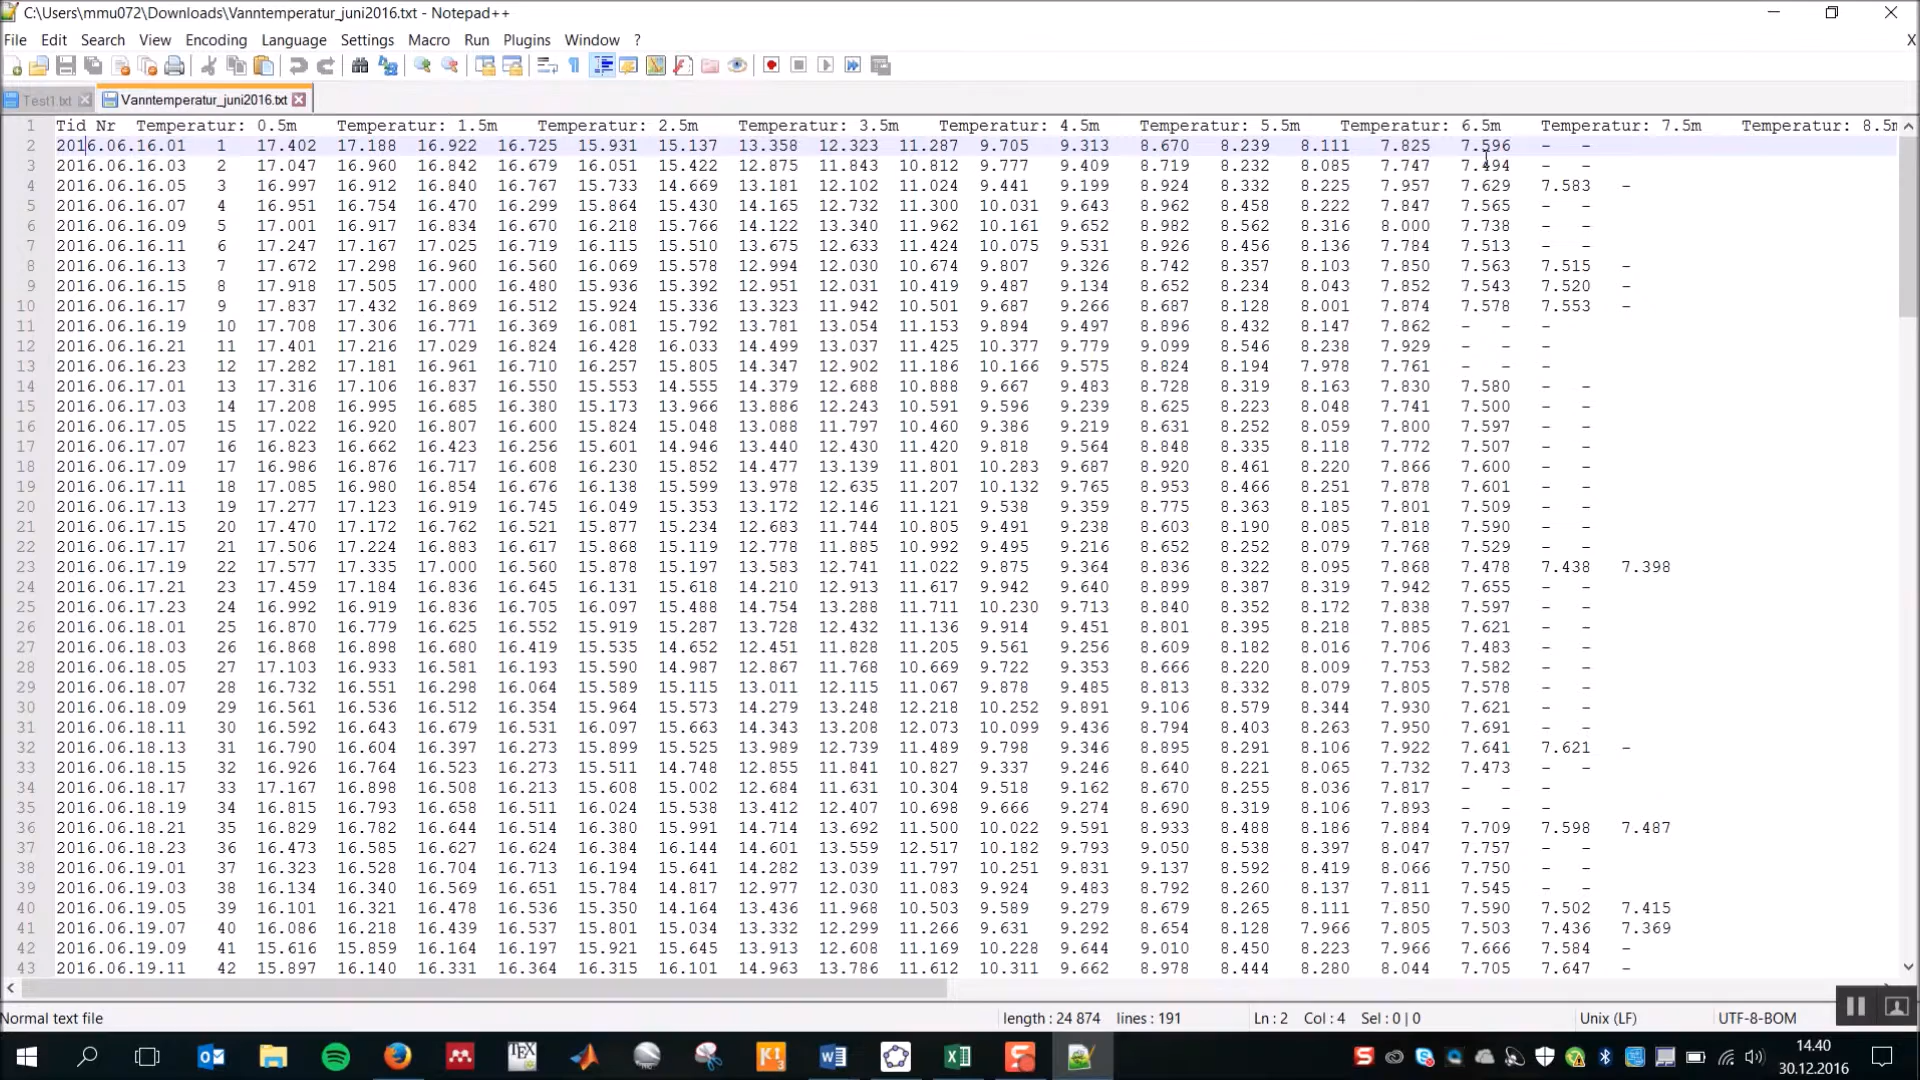 C:\Users\mmu072\Downloads\Vanntemperatur_juni2016.txt - Notepad++
File Edit Search View Encoding Language Settings Macro Run Plugins Window ? X
Test1.txt Vanntemperatur_juni2016.txt
1 Tid Nr Temperatur: 0.5m Temperatur: 1.5m Temperatur: 2.5m Temperatur: 3.5m Temperatur: 4.5m Temperatur: 5.5m Temperatur: 6.5m Temperatur: 7.5m Temperatur: 8.5m
2 2016.06.16.01 1 17.402 17.188 16.922 16.725 15.931 15.137 13.358 12.323 11.287 9.705 9.313 8.670 8.239 8.111 7.825 7.596 - -
3 2016.06.16.03 2 17.047 16.960 16.842 16.679 16.051 15.422 12.875 11.843 10.812 9.777 9.409 8.719 8.232 8.085 7.747 7.494 - -
4 2016.06.16.05 3 16.997 16.912 16.840 16.767 15.733 14.669 13.181 12.102 11.024 9.441 9.199 8.924 8.332 8.225 7.957 7.629 7.583 -
5 2016.06.16.07 4 16.951 16.754 16.470 16.299 15.864 15.430 14.165 12.732 11.300 10.031 9.643 8.962 8.458 8.222 7.847 7.565 - -
6 2016.06.16.09 5 17.001 16.917 16.834 16.670 16.218 15.766 14.122 13.340 11.962 10.161 9.652 8.982 8.562 8.316 8.000 7.738 - -
7 2016.06.16.11 6 17.247 17.167 17.025 16.719 16.115 15.510 13.675 12.633 11.424 10.075 9.531 8.926 8.456 8.136 7.784 7.513 - -
8 2016.06.16.13 7 17.672 17.298 16.960 16.560 16.069 15.578 12.994 12.030 10.674 9.807 9.326 8.742 8.357 8.103 7.850 7.563 7.515 -
9 2016.06.16.15 8 17.918 17.505 17.000 16.480 15.936 15.392 12.951 12.031 10.419 9.487 9.134 8.652 8.234 8.043 7.852 7.543 7.520 -
10 2016.06.16.17 9 17.837 17.432 16.869 16.512 15.924 15.336 13.323 11.942 10.501 9.687 9.266 8.687 8.128 8.001 7.874 7.578 7.553 -
11 2016.06.16.19 10 17.708 17.306 16.771 16.369 16.081 15.792 13.781 13.054 11.153 9.894 9.497 8.896 8.432 8.147 7.862 - - -
12 2016.06.16.21 11 17.401 17.216 17.029 16.824 16.428 16.033 14.499 13.037 11.425 10.377 9.779 9.099 8.546 8.238 7.929 - - -
13 2016.06.16.23 12 17.282 17.181 16.961 16.710 16.257 15.805 14.347 12.902 11.186 10.166 9.575 8.824 8.194 7.978 7.761 - - -
14 2016.06.17.01 13 17.316 17.106 16.837 16.550 15.553 14.555 14.379 12.688 10.888 9.667 9.483 8.728 8.319 8.163 7.830 7.580 - -
15 2016.06.17.03 14 17.208 16.995 16.685 16.380 15.173 13.966 13.886 12.243 10.591 9.596 9.239 8.625 8.223 8.048 7.741 7.500 - -
16 2016.06.17.05 15 17.022 16.920 16.807 16.600 15.824 15.048 13.088 11.797 10.460 9.386 9.219 8.631 8.252 8.059 7.800 7.597 - -
17 2016.06.17.07 16 16.823 16.662 16.423 16.256 15.601 14.946 13.440 12.430 11.420 9.818 9.564 8.848 8.335 8.118 7.772 7.507 - -
18 2016.06.17.09 17 16.986 16.876 16.717 16.608 16.230 15.852 14.477 13.139 11.801 10.283 9.687 8.920 8.461 8.220 7.866 7.600 - -
19 2016.06.17.11 18 17.085 16.980 16.854 16.676 16.138 15.599 13.978 12.635 11.207 10.132 9.765 8.953 8.466 8.251 7.878 7.601 - -
20 2016.06.17.13 19 17.277 17.123 16.919 16.745 16.049 15.353 13.172 12.146 11.121 9.538 9.359 8.775 8.363 8.185 7.801 7.509 - -
21 2016.06.17.15 20 17.470 17.172 16.762 16.521 15.877 15.234 12.683 11.744 10.805 9.491 9.238 8.603 8.190 8.085 7.818 7.590 - -
22 2016.06.17.17 21 17.506 17.224 16.883 16.617 15.868 15.119 12.778 11.885 10.992 9.495 9.216 8.652 8.252 8.079 7.768 7.529 - -
23 2016.06.17.19 22 17.577 17.335 17.000 16.560 15.878 15.197 13.583 12.741 11.022 9.875 9.364 8.836 8.322 8.095 7.868 7.478 7.438 7.398
24 2016.06.17.21 23 17.459 17.184 16.836 16.645 16.131 15.618 14.210 12.913 11.617 9.942 9.640 8.899 8.387 8.319 7.942 7.655 - -
25 2016.06.17.23 24 16.992 16.919 16.836 16.705 16.097 15.488 14.754 13.288 11.711 10.230 9.713 8.840 8.352 8.172 7.838 7.597 - -
26 2016.06.18.01 25 16.870 16.779 16.625 16.552 15.919 15.287 13.728 12.432 11.136 9.914 9.451 8.801 8.395 8.218 7.885 7.621 - -
27 2016.06.18.03 26 16.868 16.898 16.680 16.419 15.535 14.652 12.451 11.828 11.205 9.561 9.256 8.609 8.182 8.016 7.706 7.483 - -
28 2016.06.18.05 27 17.103 16.933 16.581 16.193 15.590 14.987 12.867 11.768 10.669 9.722 9.353 8.666 8.220 8.009 7.753 7.582 - -
29 2016.06.18.07 28 16.732 16.551 16.298 16.064 15.589 15.115 13.011 12.115 11.067 9.878 9.485 8.813 8.332 8.079 7.805 7.578 - -
30 2016.06.18.09 29 16.561 16.536 16.512 16.354 15.964 15.573 14.279 13.248 12.218 10.252 9.891 9.106 8.579 8.344 7.930 7.621 - -
31 2016.06.18.11 30 16.592 16.643 16.679 16.531 16.097 15.663 14.343 13.208 12.073 10.099 9.436 8.794 8.403 8.263 7.950 7.691 - -
32 2016.06.18.13 31 16.790 16.604 16.397 16.273 15.899 15.525 13.989 12.739 11.489 9.798 9.346 8.895 8.291 8.106 7.922 7.641 7.621 -
33 2016.06.18.15 32 16.926 16.764 16.523 16.273 15.511 14.748 12.855 11.841 10.827 9.337 9.246 8.640 8.221 8.065 7.732 7.473 - -
34 2016.06.18.17 33 17.167 16.898 16.508 16.213 15.608 15.002 12.684 11.631 10.304 9.518 9.162 8.670 8.255 8.036 7.817 - - -
35 2016.06.18.19 34 16.815 16.793 16.658 16.511 16.024 15.538 13.412 12.407 10.698 9.666 9.274 8.690 8.319 8.106 7.893 - - -
36 2016.06.18.21 35 16.829 16.782 16.644 16.514 16.380 15.991 14.714 13.692 11.500 10.022 9.591 8.933 8.488 8.186 7.884 7.709 7.598 7.487
37 2016.06.18.23 36 16.473 16.585 16.627 16.624 16.384 16.144 14.601 13.559 12.517 10.182 9.793 9.050 8.538 8.397 8.047 7.757 - -
38 2016.06.19.01 37 16.323 16.528 16.704 16.713 16.194 15.641 14.282 13.039 11.797 10.251 9.831 9.137 8.592 8.419 8.066 7.750 - -
39 2016.06.19.03 38 16.134 16.340 16.569 16.651 15.784 14.817 12.977 12.030 11.083 9.924 9.483 8.792 8.260 8.137 7.811 7.545 - -
40 2016.06.19.05 39 16.101 16.321 16.478 16.536 15.350 14.164 13.436 11.968 10.503 9.589 9.279 8.679 8.265 8.111 7.850 7.590 7.502 7.415
41 2016.06.19.07 40 16.086 16.218 16.439 16.537 15.801 15.034 13.332 12.299 11.266 9.631 9.292 8.654 8.128 7.966 7.805 7.503 7.436 7.369
42 2016.06.19.09 41 15.616 15.859 16.164 16.197 15.921 15.645 13.913 12.608 11.169 10.228 9.644 9.010 8.450 8.223 7.966 7.666 7.584 -
43 2016.06.19.11 42 15.897 16.140 16.331 16.364 16.315 16.101 14.963 13.786 11.612 10.311 9.662 8.978 8.444 8.280 8.044 7.705 7.647 -
Normal text file length : 24 874 lines : 191 Ln : 2 Col : 4 Sel : 0 | 0 Unix (LF) UTF-8-BOM
14.40
30.12.2016